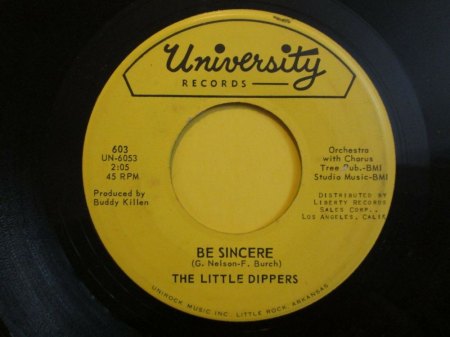 University
RECORDS
603
UN-6053
2:05
45 RPM
Produced by
Buddy Killen
Orchestra
with Chorus
Tree Pub.-BMI
Studio Music-BMI
DISTRIBUTED BY
LIBERTY RECORDS
SALES CORP.,
LOS ANGELES, CALIF
BE SINCERE
(G. Nelson-F. Burch)
THE LITTLE DIPPERS
UNIROCK MUSIC INC. LITTLE ROCK, ARKANSAS